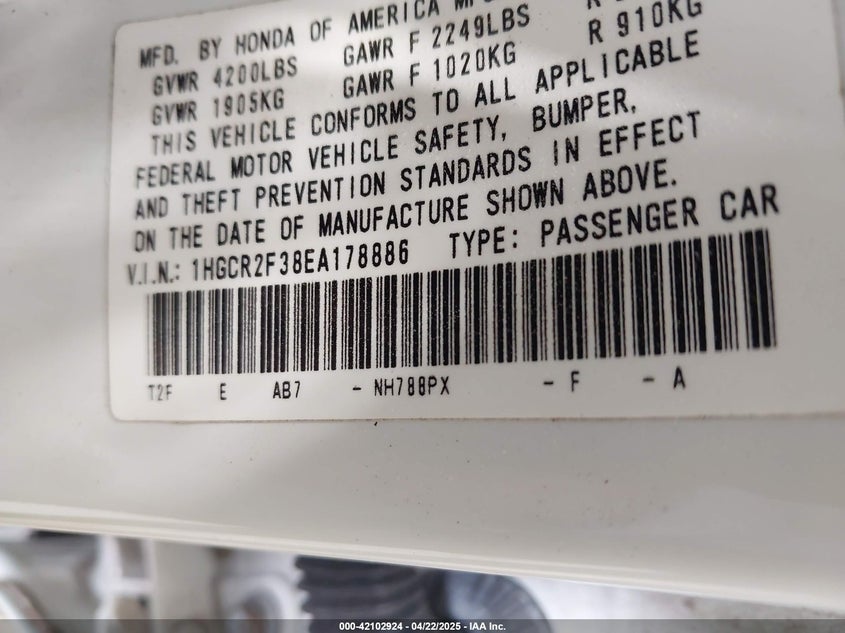 MFD. BY HONDA OF AMERICA
GVWR 4200LBS GAWR F 2249LBS R
GVWR 1905KG GAWR F 1020KG R 910KG
THIS VEHICLE CONFORMS TO ALL APPLICABLE
FEDERAL MOTOR VEHICLE SAFETY, BUMPER,
AND THEFT PREVENTION STANDARDS IN EFFECT
ON THE DATE OF MANUFACTURE SHOWN ABOVE.
V.I.N.: 1HGCR2F38EA178886 TYPE: PASSENGER CAR
T2F E AB7 - NH788PX - F - A
000-42102924 - 04/22/2025 - IAA Inc.